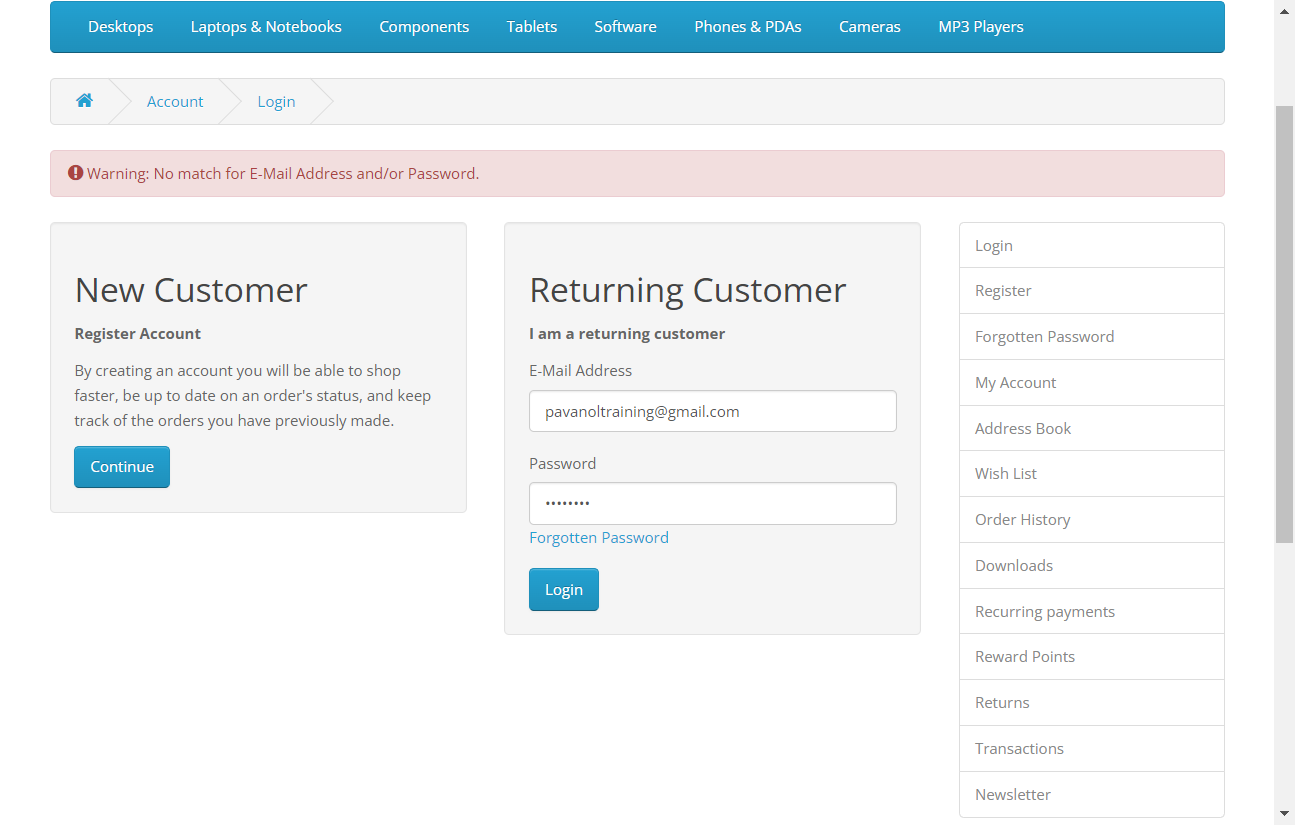 Desktops Laptops & Notebooks Components Tablets Software Phones & PDAs Cameras MP3 Players
Account Login
Warning: No match for E-Mail Address and/or Password.
New Customer
Register Account
By creating an account you will be able to shop
faster, be up to date on an order's status, and keep
track of the orders you have previously made.
Continue
Returning Customer
I am a returning customer
E-Mail Address
pavanoltraining@gmail.com
Password
••••••••
Forgotten Password
Login
Login
Register
Forgotten Password
My Account
Address Book
Wish List
Order History
Downloads
Recurring payments
Reward Points
Returns
Transactions
Newsletter